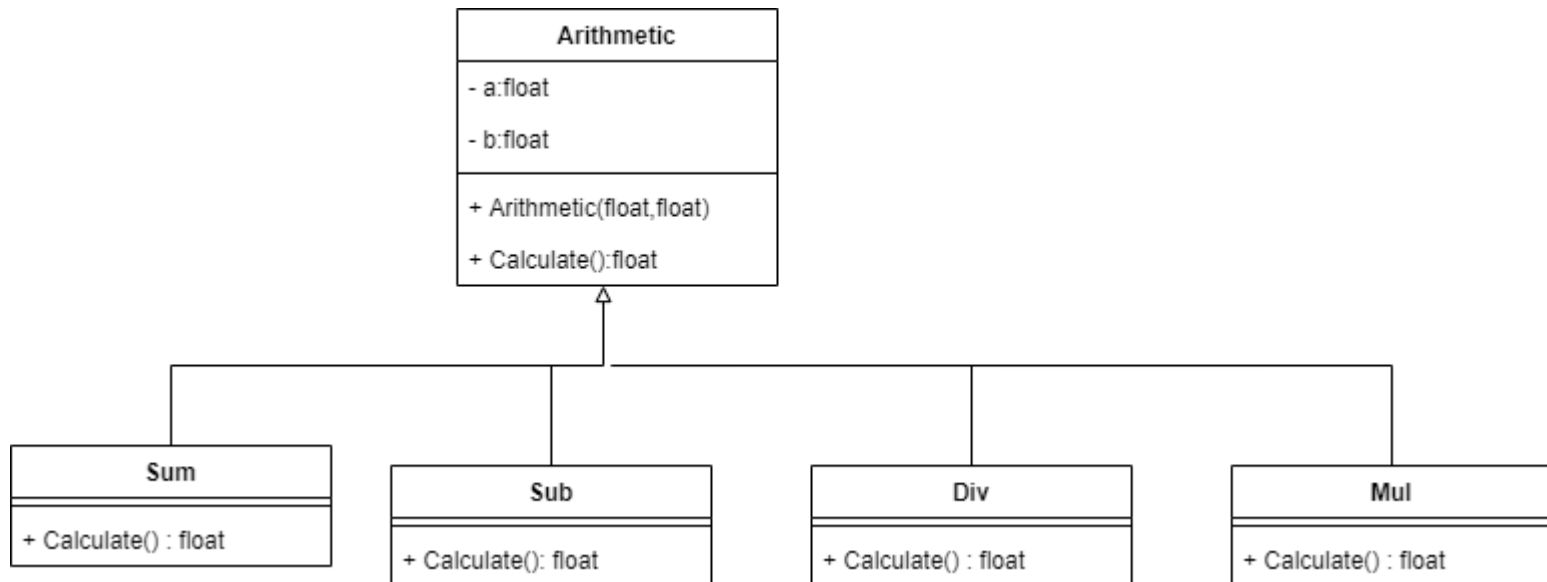 Arithmetic
- a:float
- b:float
+ Arithmetic(float,float)
+ Calculate():float
Sum
+ Calculate() : float
Sub
+ Calculate(): float
Div
+ Calculate() : float
Mul
+ Calculate() : float